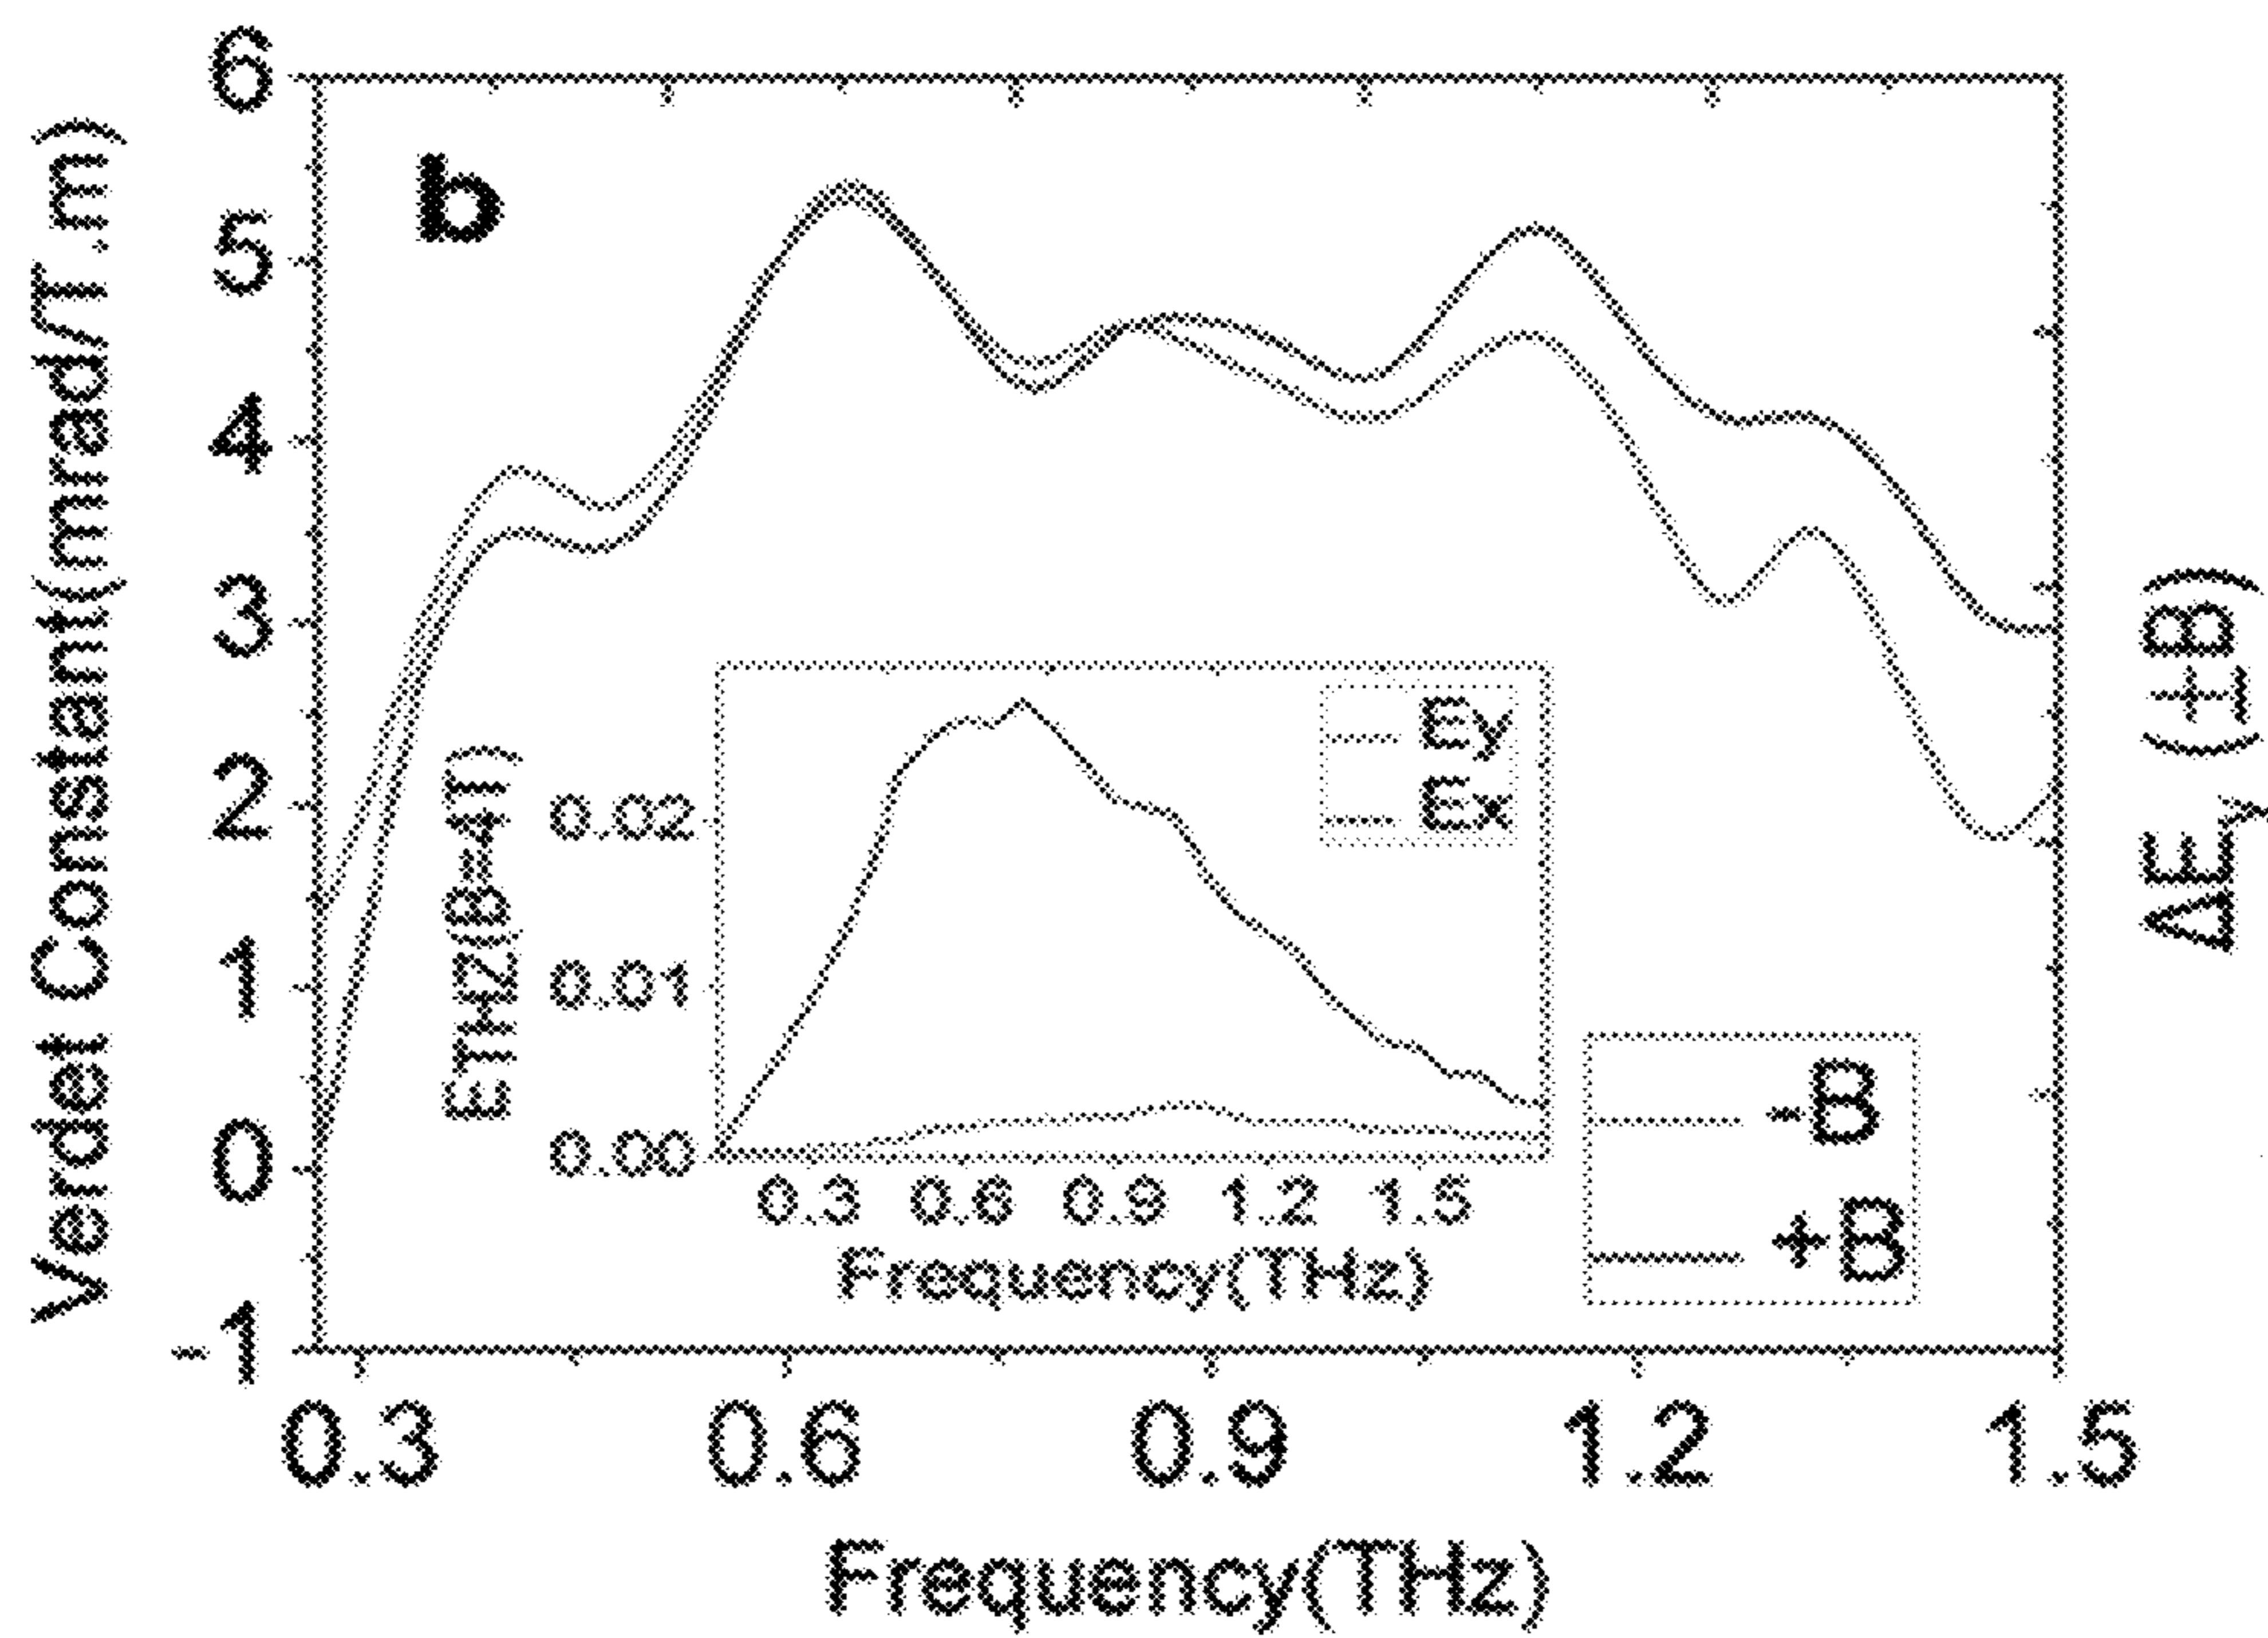 b
Verdet Constant(mrad/T.m)
6
5
4
3
2
1
0
-1
0.3 0.6 0.9 1.2 1.5
Frequency(THz)
ETHZ(B=4T)
0.02
0.01
0.00
0.3 0.6 0.9 1.2 1.5
Frequency(THz)
Ey
Ex
-B
+B
ΔEy (±B)